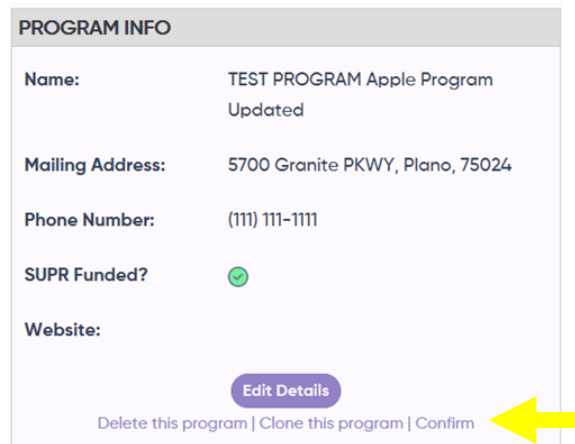 PROGRAM INFO
Name: TEST PROGRAM Apple Program
Updated
Mailing Address: 5700 Granite PKWY, Plano, 75024
Phone Number: (111) 111-1111
SUPR Funded?
Website:
Edit Details
Delete this program | Clone this program | Confirm